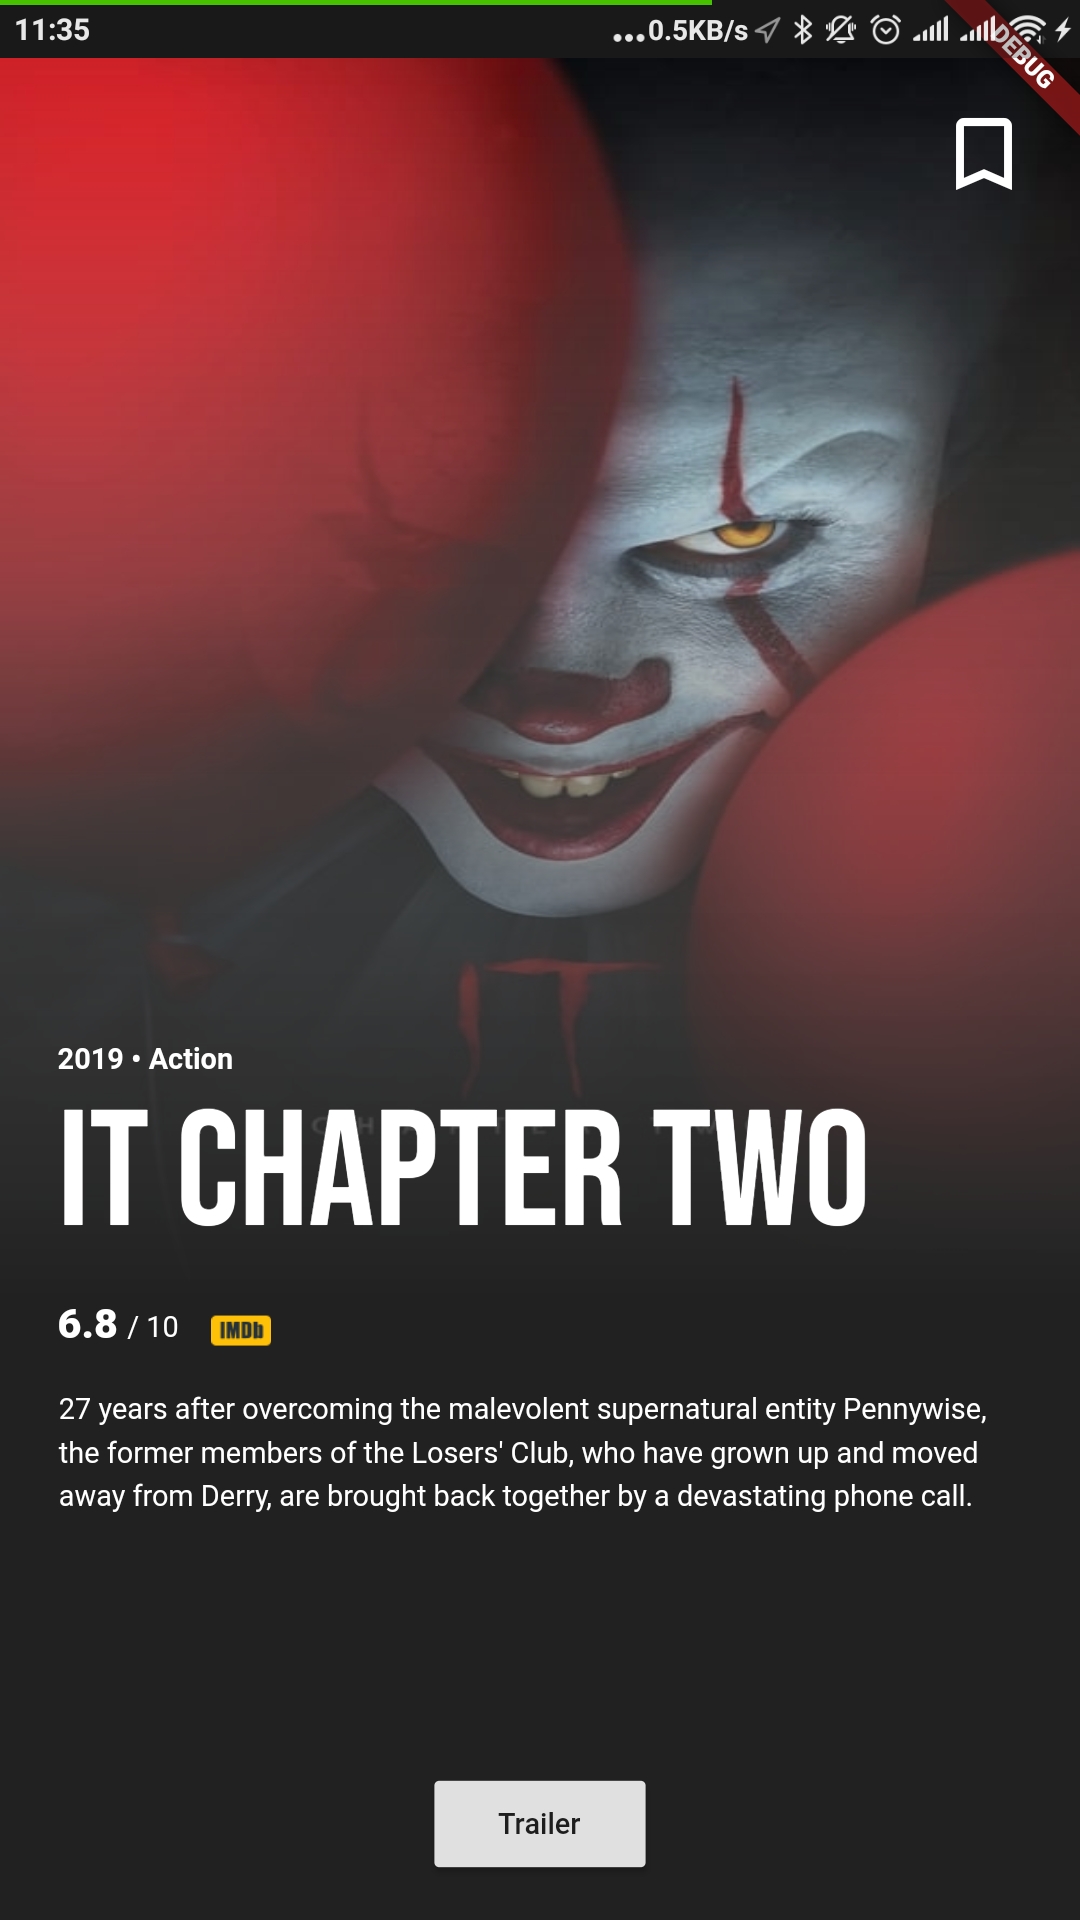 11:35
...0.5KB/s
DEBUG
IT
2019 • Action
IT CHAPTER TWO
6.8 / 10 IMDb
27 years after overcoming the malevolent supernatural entity Pennywise,
the former members of the Losers' Club, who have grown up and moved
away from Derry, are brought back together by a devastating phone call.
Trailer